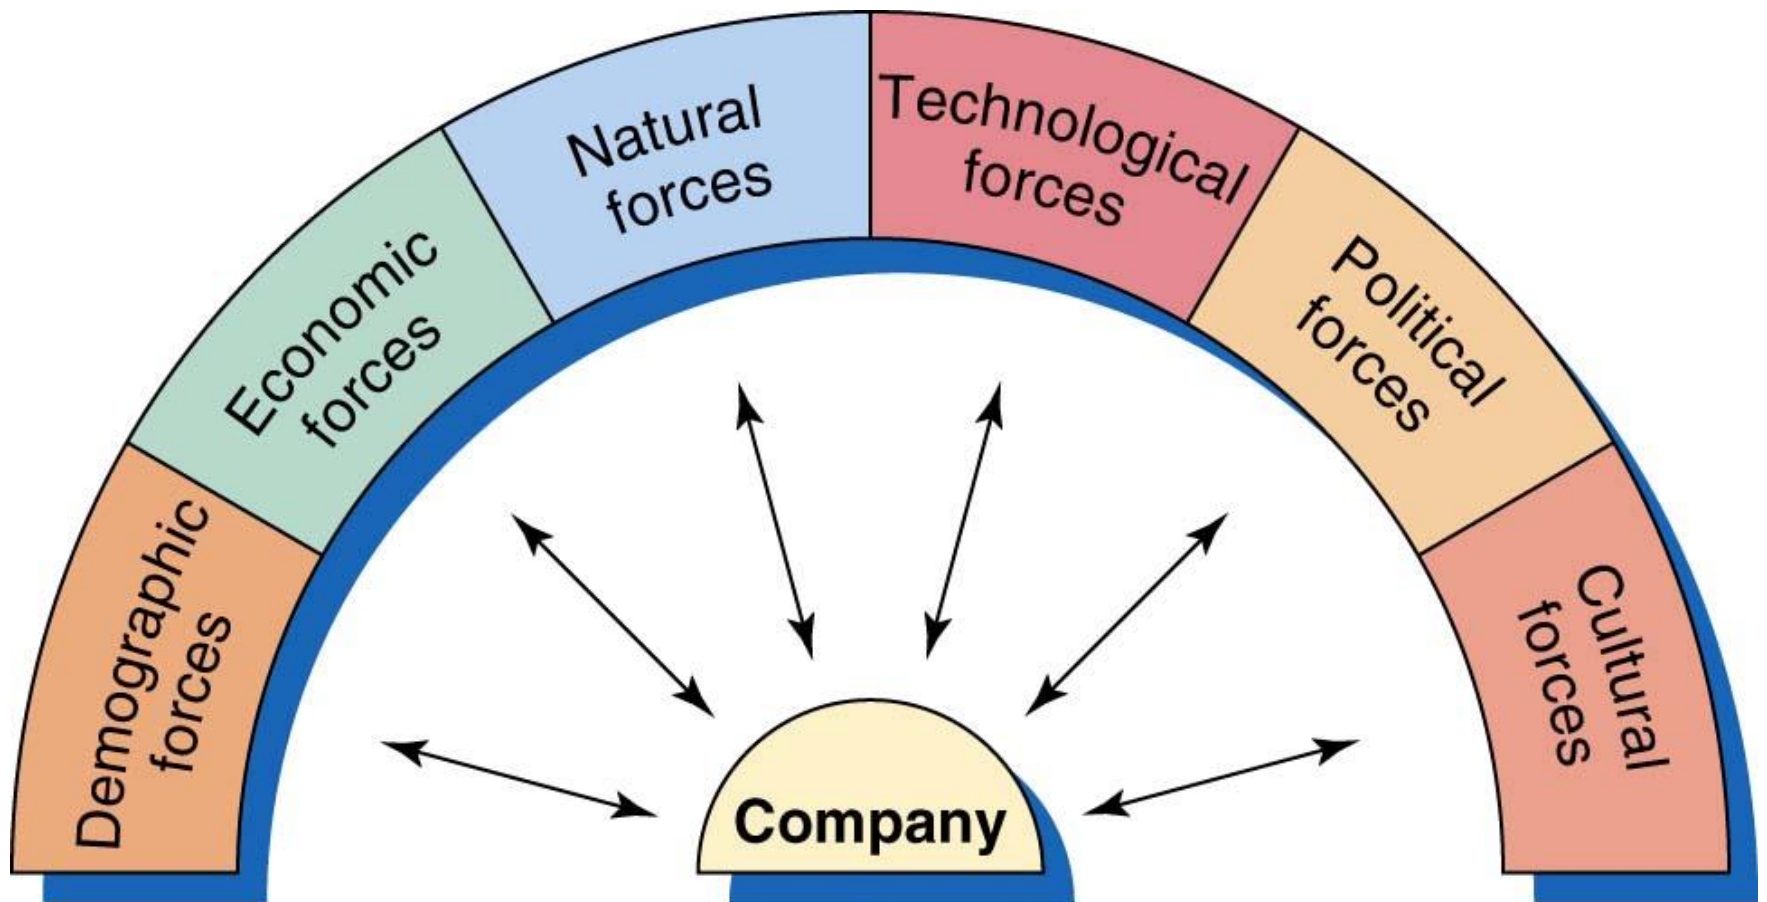 Demographic
forces
Economic
forces
Natural
forces
Technological
forces
Political
forces
Cultural
forces
Company